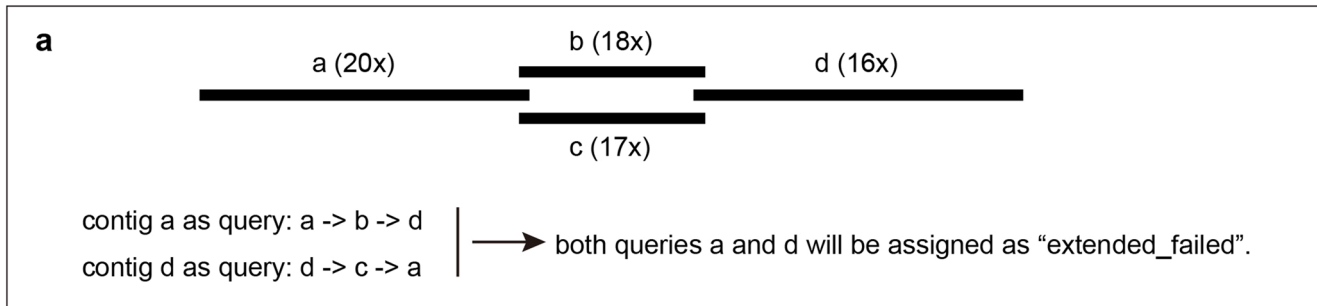 a
b (18x)
a (20x)
d (16x)
c (17x)
contig a as query: a -> b -> d
contig d as query: d -> c -> a
both queries a and d will be assigned as “extended_failed”.